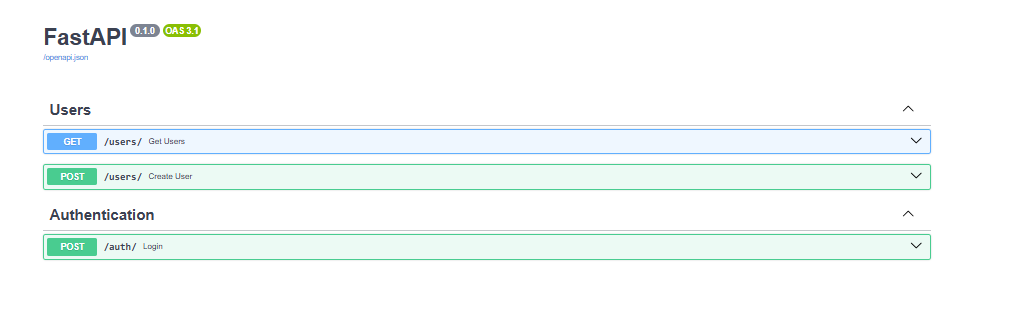 FastAPI 0.1.0 OAS 3.1
/openapi.json
Users
GET /users/ Get Users
POST /users/ Create User
Authentication
POST /auth/ Login